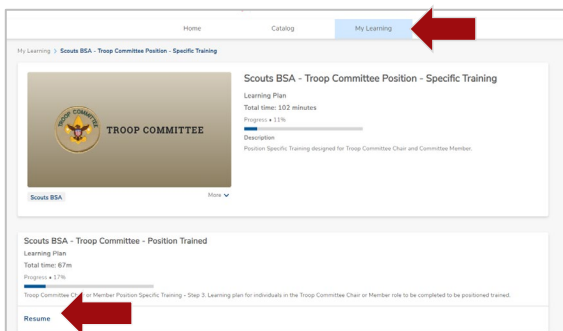 Home Catalog My Learning
My Learning > Scouts BSA - Troop Committee Position - Specific Training
TROOP COMMITTEE
TROOP COMMITTEE
Scouts BSA
More
Scouts BSA - Troop Committee Position - Specific Training
Learning Plan
Total time: 102 minutes
Progress • 11%
Description
Position Specific Training designed for Troop Committee Chair and Committee Member.
Scouts BSA - Troop Committee - Position Trained
Learning Plan
Total time: 67m
Progress • 17%
Troop Committee Chair or Member Position Specific Training - Step 3. Learning plan for individuals in the Troop Committee Chair or Member role to be completed to be positioned trained.
Resume